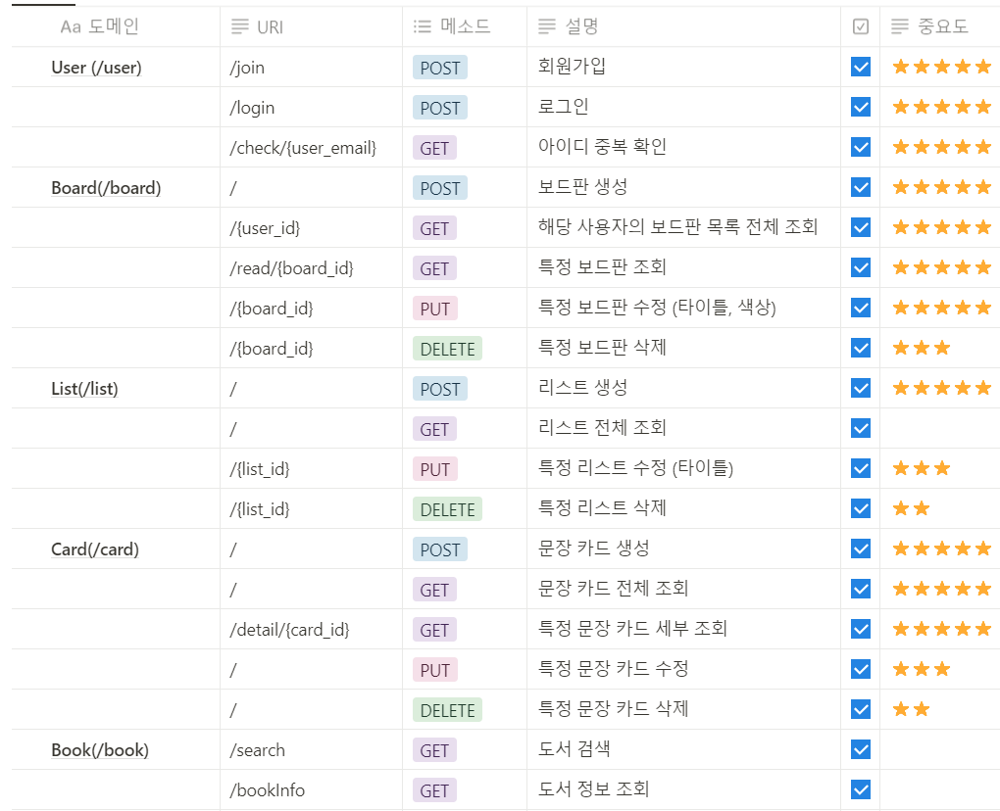 Aa 도메인 URI 메소드 설명 중요도
User (/user) /join POST 회원가입 ★★★★★
/login POST 로그인 ★★★★★
/check/{user_email} GET 아이디 중복 확인 ★★★★★
Board(/board) / POST 보드판 생성 ★★★★★
/{user_id} GET 해당 사용자의 보드판 목록 전체 조회 ★★★★★
/read/{board_id} GET 특정 보드판 조회 ★★★★★
/{board_id} PUT 특정 보드판 수정 (타이틀, 색상) ★★★★★
/{board_id} DELETE 특정 보드판 삭제 ★★★
List(/list) / POST 리스트 생성 ★★★★★
/ GET 리스트 전체 조회
/{list_id} PUT 특정 리스트 수정 (타이틀) ★★★
/{list_id} DELETE 특정 리스트 삭제 ★★
Card(/card) / POST 문장 카드 생성 ★★★★★
/ GET 문장 카드 전체 조회 ★★★★★
/detail/{card_id} GET 특정 문장 카드 세부 조회 ★★★★★
/ PUT 특정 문장 카드 수정 ★★★
/ DELETE 특정 문장 카드 삭제 ★★
Book(/book) /search GET 도서 검색
/bookInfo GET 도서 정보 조회